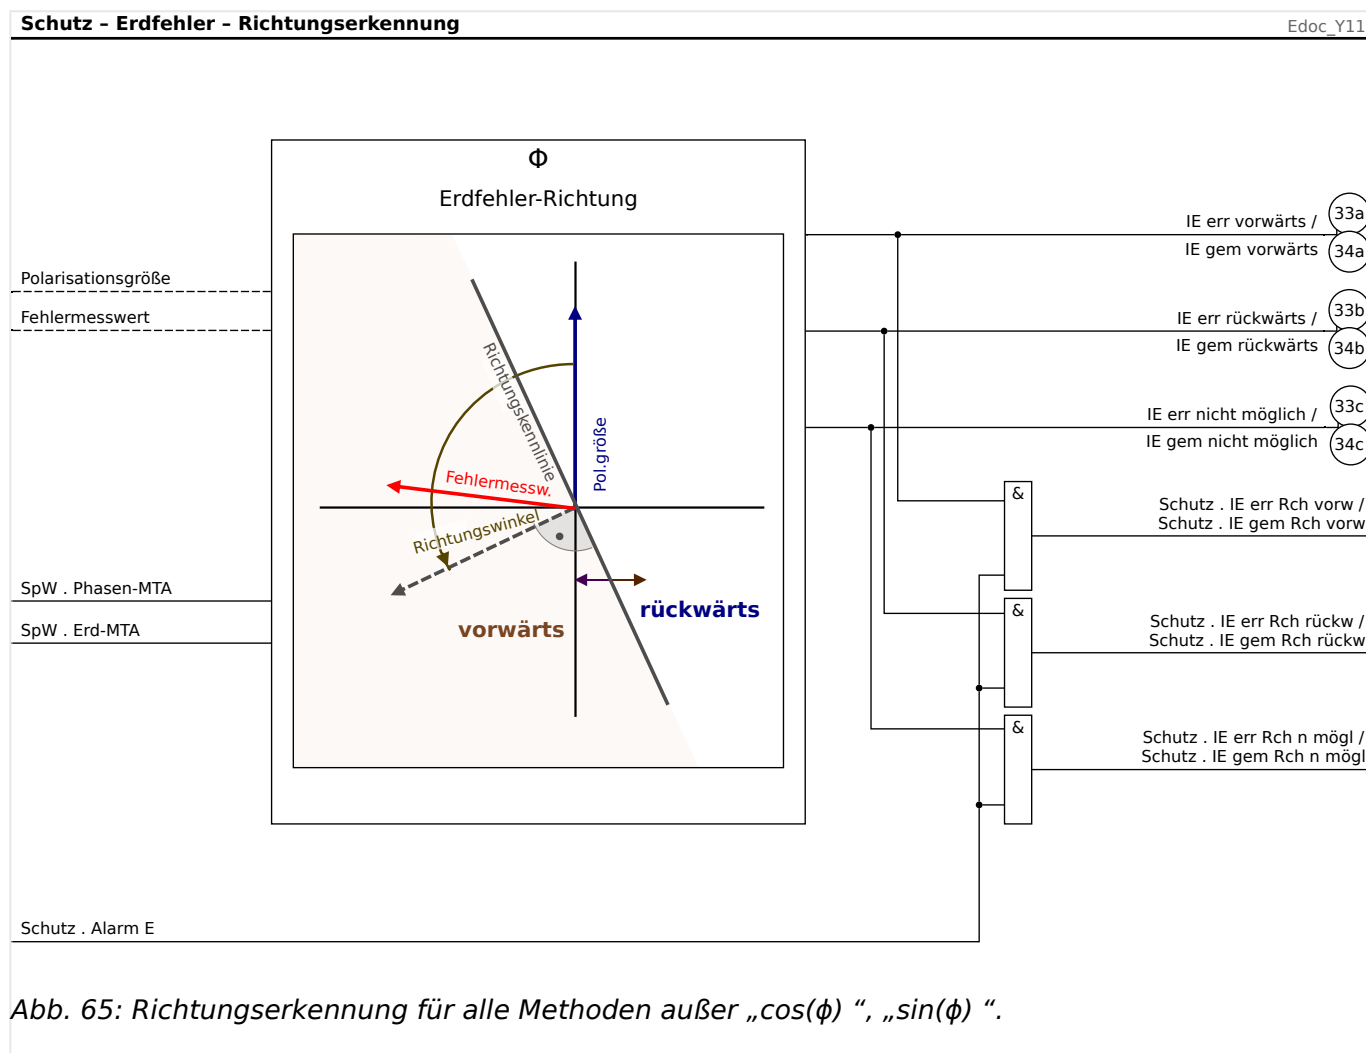 Schutz – Erdfehler – Richtungserkennung
Edoc_Y11
Φ
Erdfehler-Richtung
Polarisationsgröße
Fehlermesswert
SpW . Phasen-MTA
SpW . Erd-MTA
Schutz . Alarm E
Richtungskennlinie
Pol.größe
Fehlermessw.
Richtungswinkel
vorwärts
rückwärts
IE err vorwärts /
IE gem vorwärts
33a
34a
IE err rückwärts /
IE gem rückwärts
33b
34b
IE err nicht möglich /
IE gem nicht möglich
33c
34c
&
Schutz . IE err Rch vorw /
Schutz . IE gem Rch vorw
&
Schutz . IE err Rch rückw /
Schutz . IE gem Rch rückw
&
Schutz . IE err Rch n mögl /
Schutz . IE gem Rch n mögl
Abb. 65: Richtungserkennung für alle Methoden außer „cos(ϕ) “, „sin(ϕ) “.